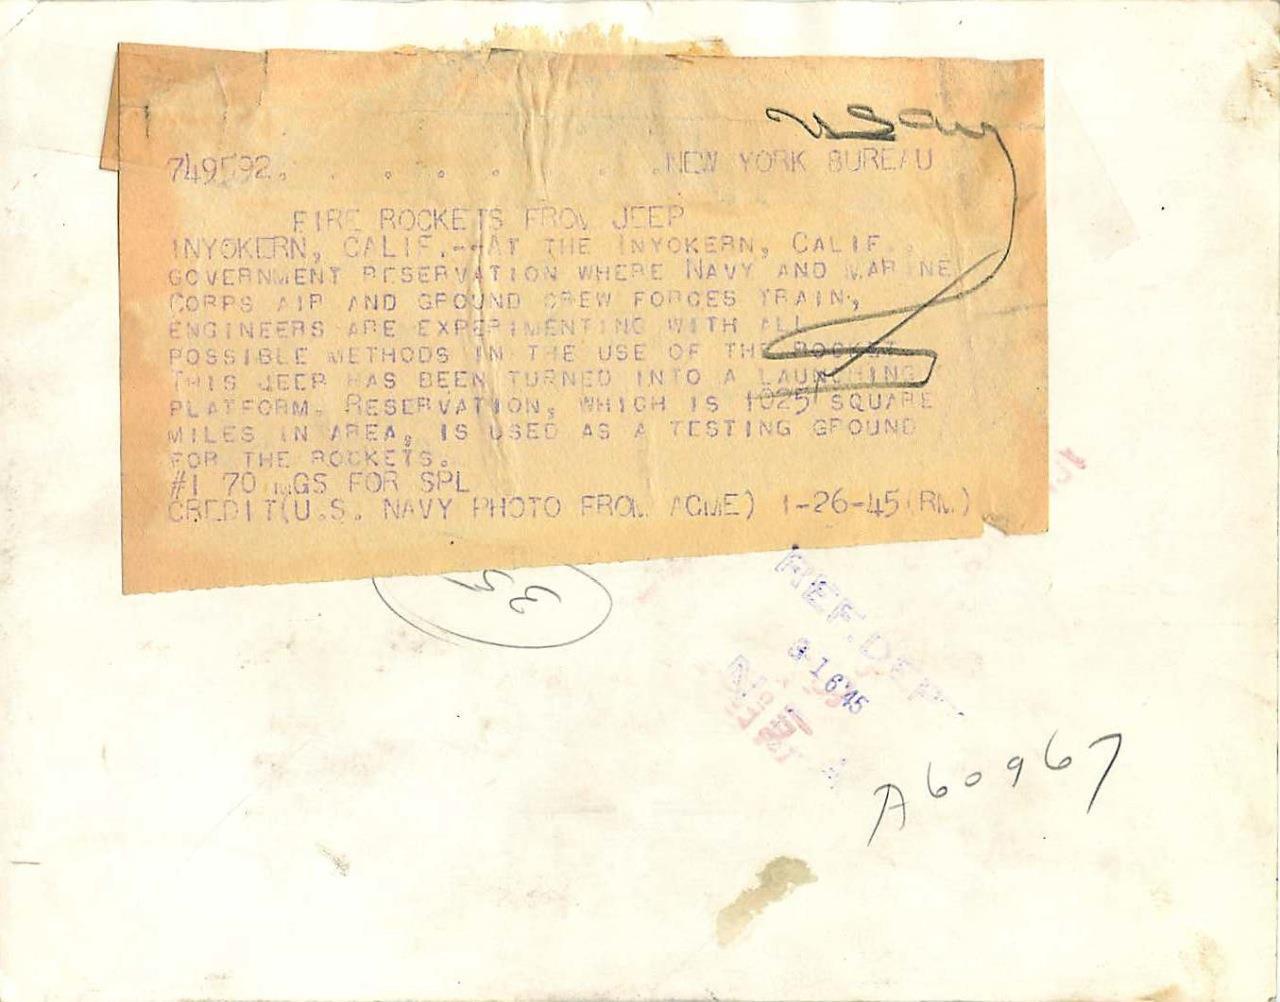 749592. . . . . . . . .NEW YORK BUREAU
FIRE ROCKETS FROM JEEP
INYOKERN, CALIF.--AT THE INYOKERN, CALIF.,
GOVERNMENT RESERVATION WHERE NAVY AND MARINE
CORPS AIR AND GROUND CREW FORCES TRAIN,
ENGINEERS ARE EXPERIMENTING WITH ALL
POSSIBLE METHODS IN THE USE OF THE ROCKET.
THIS JEEP HAS BEEN TURNED INTO A LAUNCHING
PLATFORM. RESERVATION, WHICH IS 1025 SQUARE
MILES IN AREA, IS USED AS A TESTING GROUND
FOR THE ROCKETS.
#1 70 MGS FOR SPL
CREDIT(U.S. NAVY PHOTO FROM ACME) 1-26-45(RM)
REF. DEPT.
N. A
A60967